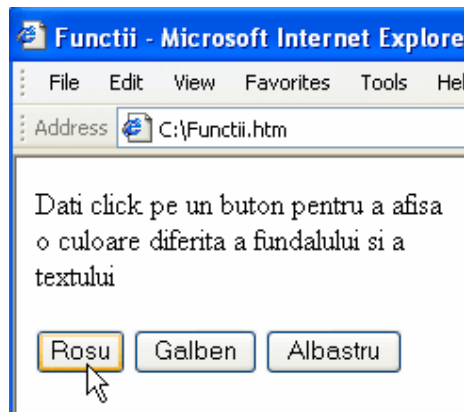 Functii - Microsoft Internet Explore
File Edit View Favorites Tools Hel
Address C:\Functii.htm
Dati click pe un buton pentru a afisa
o culoare diferita a fundalului si a
textului
Rosu Galben Albastru